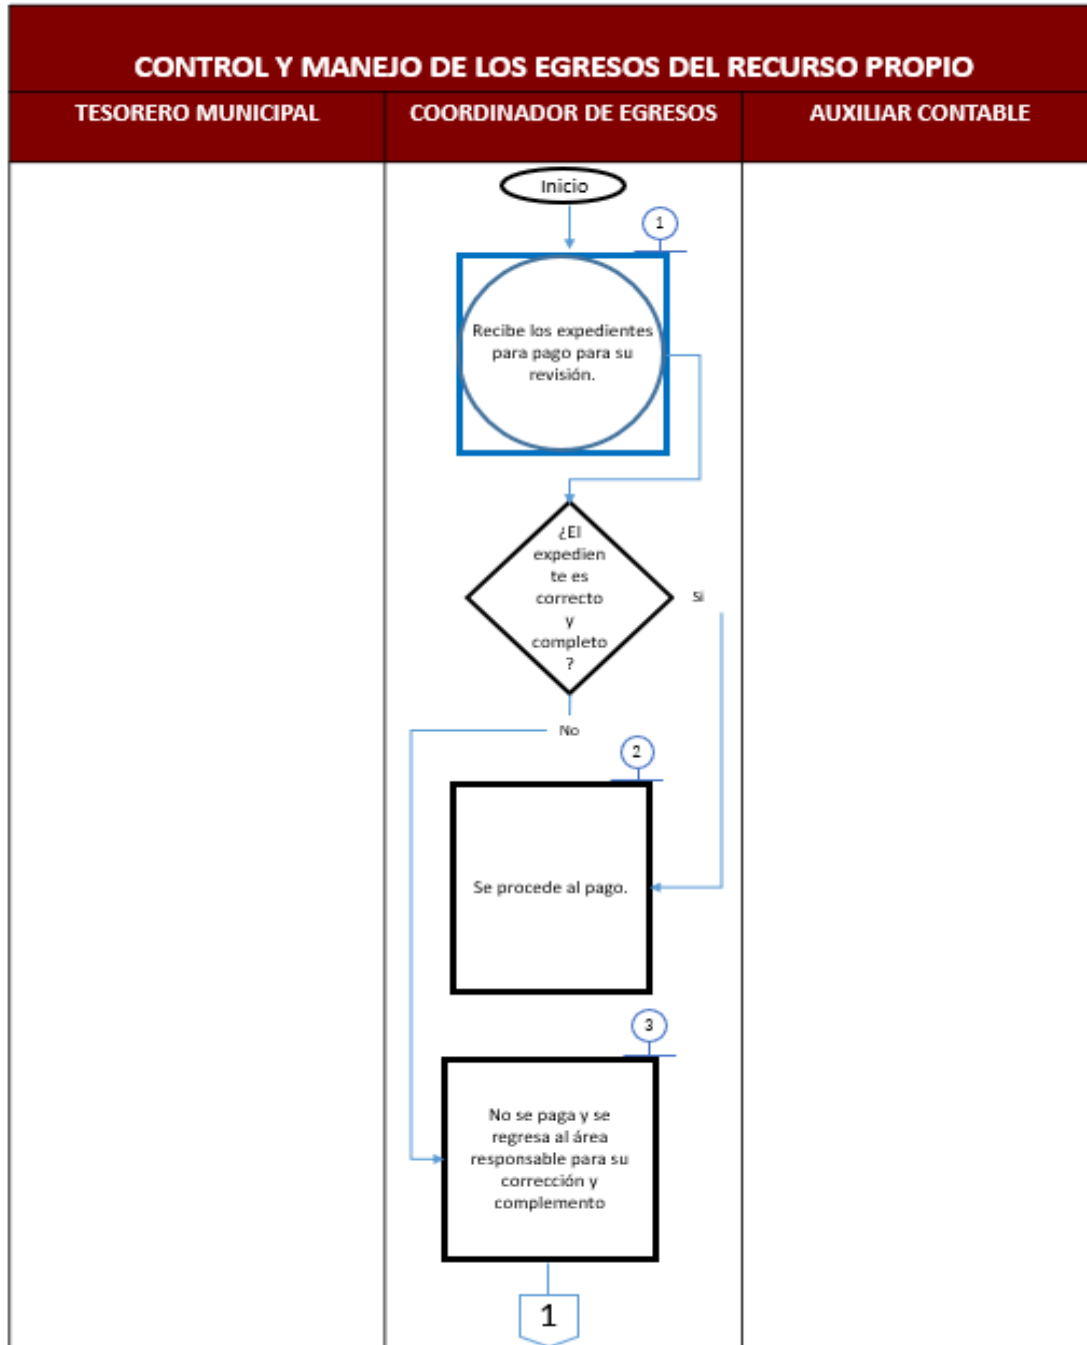 CONTROL Y MANEJO DE LOS EGRESOS DEL RECURSO PROPIO
TESORERO MUNICIPAL
COORDINADOR DE EGRESOS
AUXILIAR CONTABLE
Inicio
1
Recibe los expedientes
para pago para su
revisión.
¿El
expedien
te es
correcto
y
completo
?
Si
No
2
Se procede al pago.
3
No se paga y se
regresa al área
responsable para su
corrección y
complemento
1